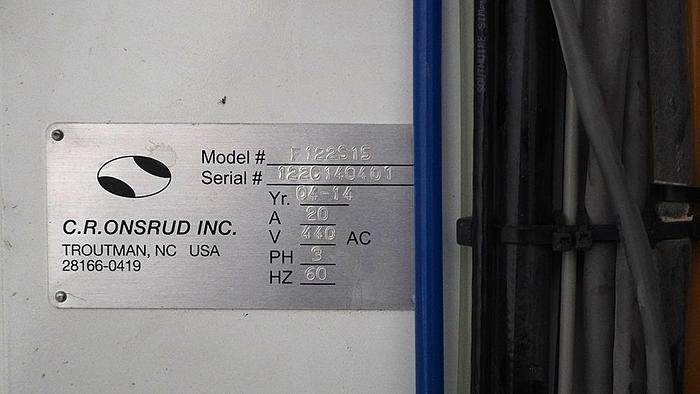 Model # F122S15
Serial # 1220140401
Yr. 04-14
A 20
V 440 AC
PH 3
HZ 60
C.R.ONSRUD INC.
TROUTMAN, NC USA
28166-0419